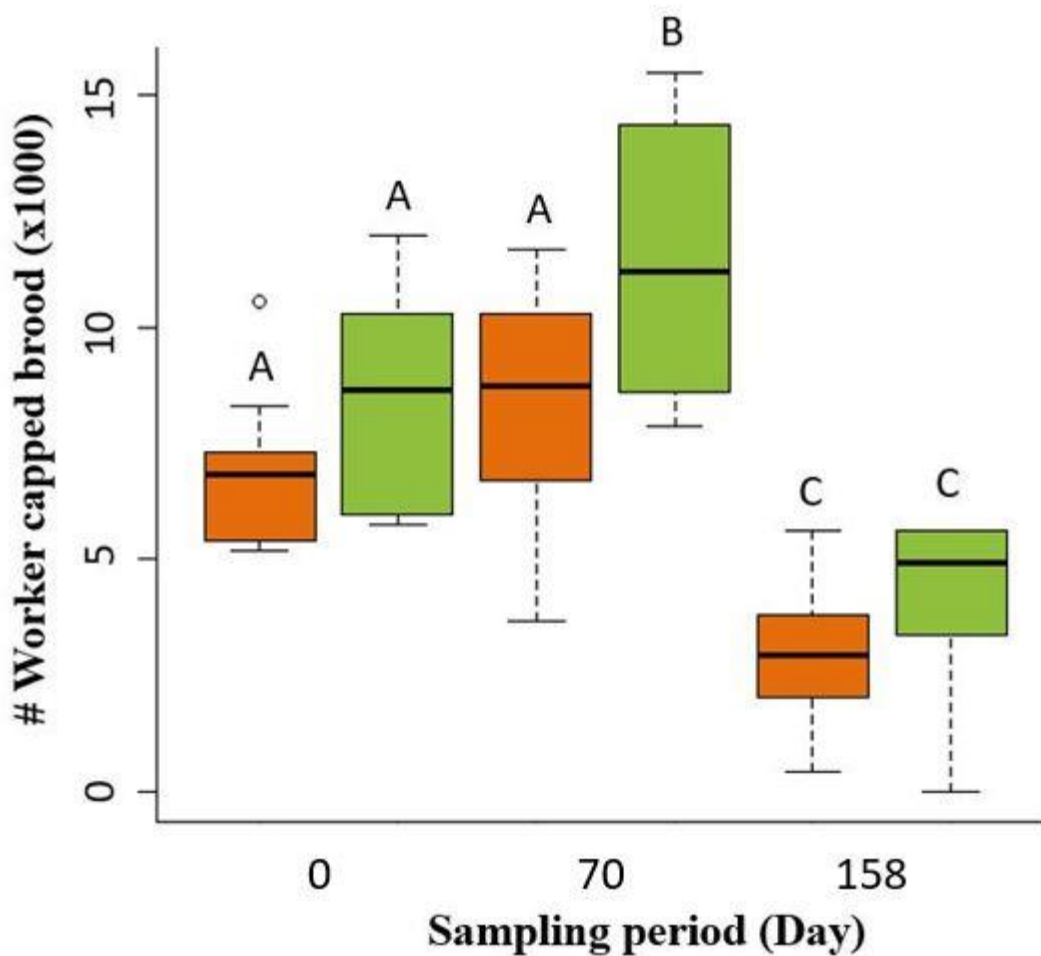 B
15
A
A
# Worker capped brood (x1000)
10
A
C
C
5
0
0 70 158
Sampling period (Day)